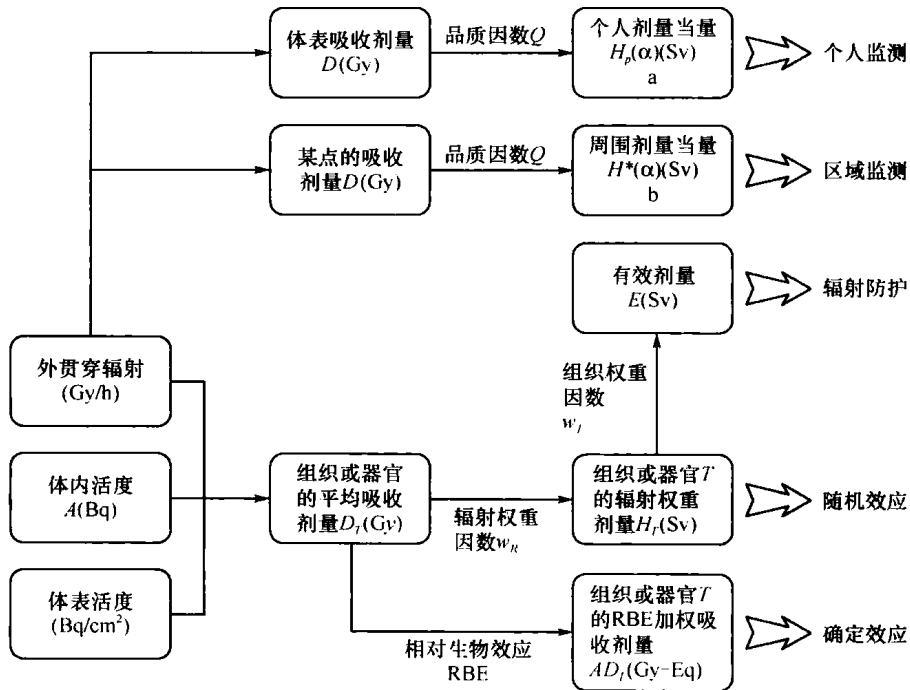 体表吸收剂量
D(Gy)
品质因数Q
个人剂量当量
Hp(α)(Sv)
a
个人监测
某点的吸收
剂量D(Gy)
品质因数Q
周围剂量当量
H*(α)(Sv)
b
区域监测
有效剂量
E(Sv)
辐射防护
外贯穿辐射
(Gy/h)
组织权重
因数
wT
体内活度
A(Bq)
组织或器官
的平均吸收
剂量DT(Gy)
辐射权重
因数wR
组织或器官T
的辐射权重
剂量HT(Sv)
随机效应
体表活度
(Bq/cm²)
相对生物效应
RBE
组织或器官T
的RBE加权吸
收剂量
ADT(Gy-Eq)
确定效应